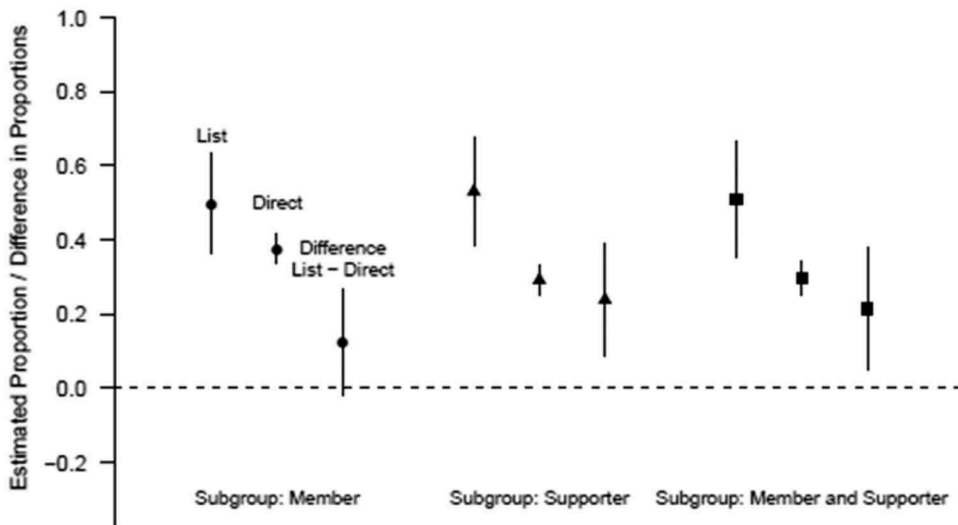 Estimated Proportion / Difference in Proportions
1.0
0.8
0.6
0.4
0.2
0.0
−0.2
List
Direct
Difference
List − Direct
Subgroup: Member
Subgroup: Supporter
Subgroup: Member and Supporter